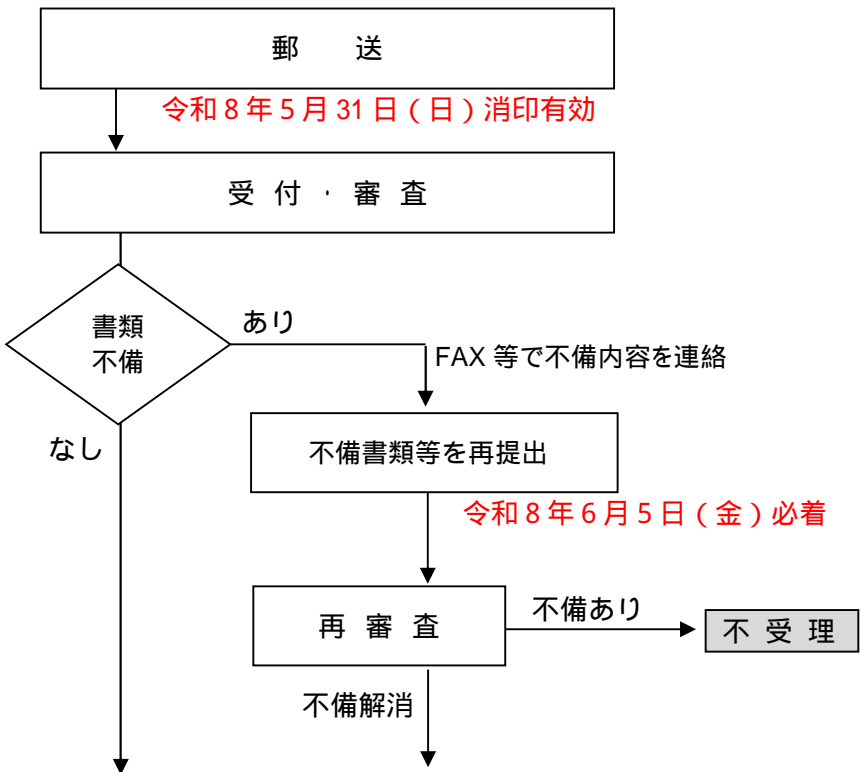 郵　送
令和８年５月 31 日（日）消印有効
受 付 ・ 審 査
書類
不備
あり
FAX 等で不備内容を連絡
なし
不備書類等を再提出
令和８年６月５日（金）必着
再 審 査
不備あり
不 受 理
不備解消